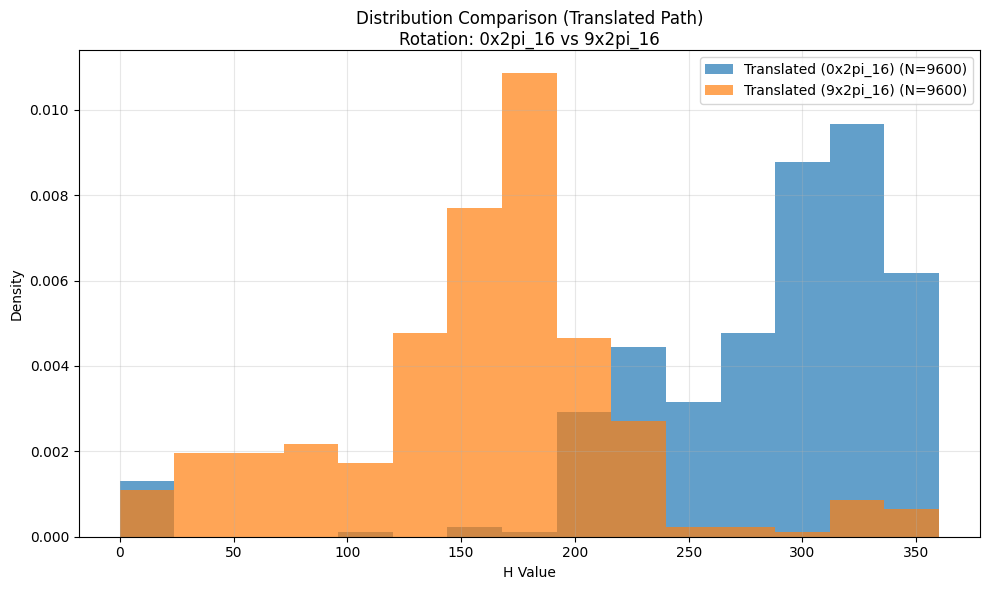 Distribution Comparison (Translated Path)
Rotation: 0x2pi_16 vs 9x2pi_16
Translated (0x2pi_16) (N=9600)
Translated (9x2pi_16) (N=9600)
Density
0.010
0.008
0.006
0.004
0.002
0.000
0 50 100 150 200 250 300 350
H Value